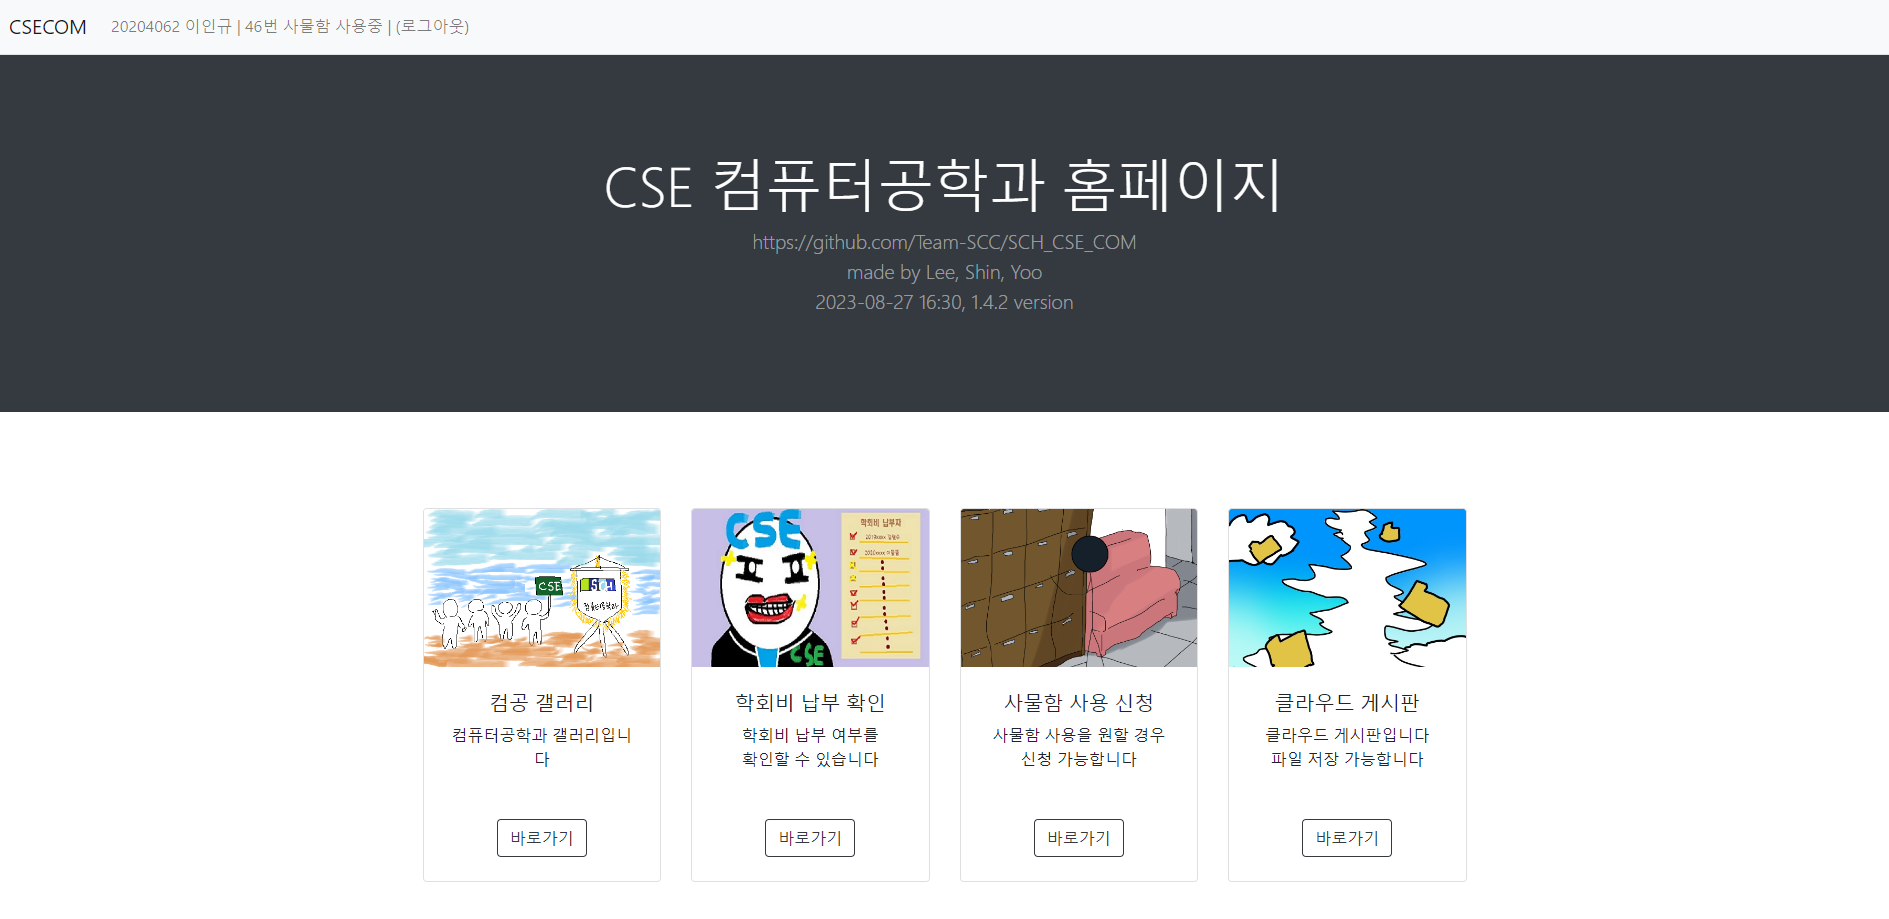 CSECOM 20204062 이인규 | 46번 사물함 사용중 | (로그아웃)
CSE 컴퓨터공학과 홈페이지
https://github.com/Team-SCC/SCH_CSE_COM
made by Lee, Shin, Yoo
2023-08-27 16:30, 1.4.2 version
CSE
SCH
컴퓨터공학과
컴공 갤러리
컴퓨터공학과 갤러리입니
다
바로가기
CSE
학회비 납부자
CSE
학회비 납부 확인
학회비 납부 여부를
확인할 수 있습니다
바로가기
사물함 사용 신청
사물함 사용을 원할 경우
신청 가능합니다
바로가기
클라우드 게시판
클라우드 게시판입니다
파일 저장 가능합니다
바로가기